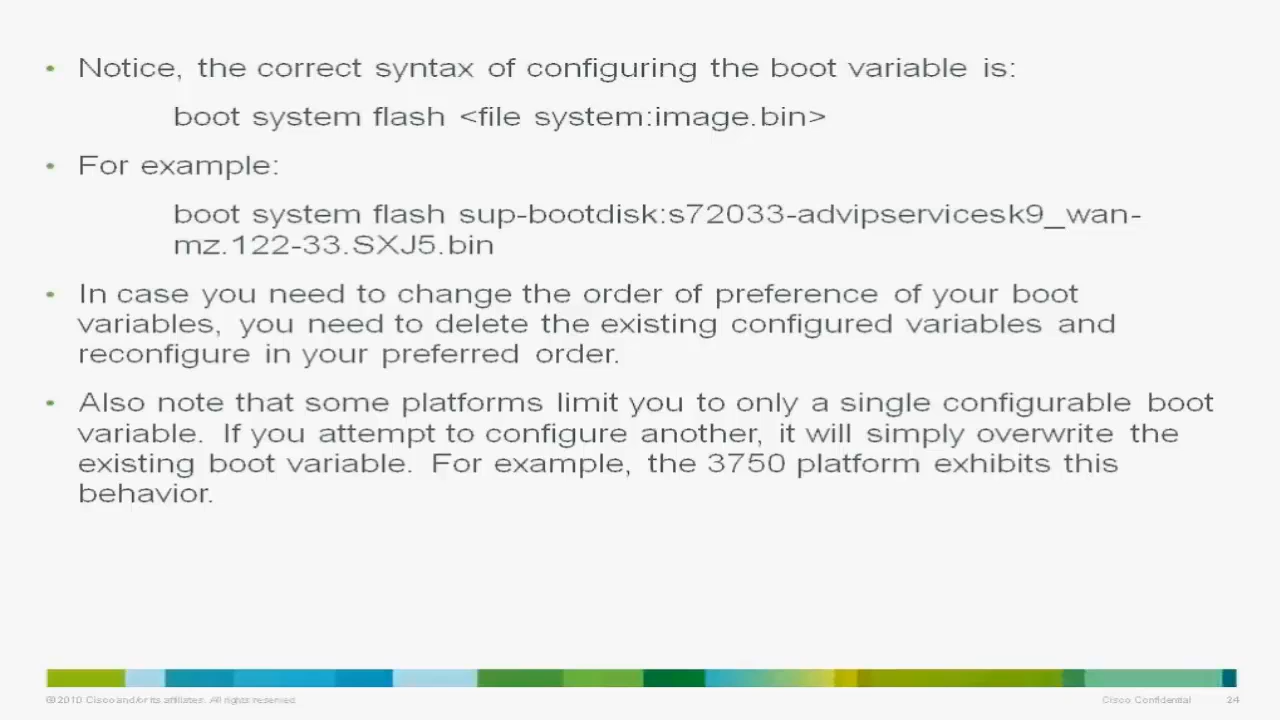 • Notice, the correct syntax of configuring the boot variable is:
boot system flash <file system:image.bin>
• For example:
boot system flash sup-bootdisk:s72033-advipservicesk9_wan-
mz.122-33.SXJ5.bin
• In case you need to change the order of preference of your boot
variables, you need to delete the existing configured variables and
reconfigure in your preferred order.
• Also note that some platforms limit you to only a single configurable boot
variable. If you attempt to configure another, it will simply overwrite the
existing boot variable. For example, the 3750 platform exhibits this
behavior.
© 2010 Cisco and/or its affiliates. All rights reserved.
Cisco Confidential
24